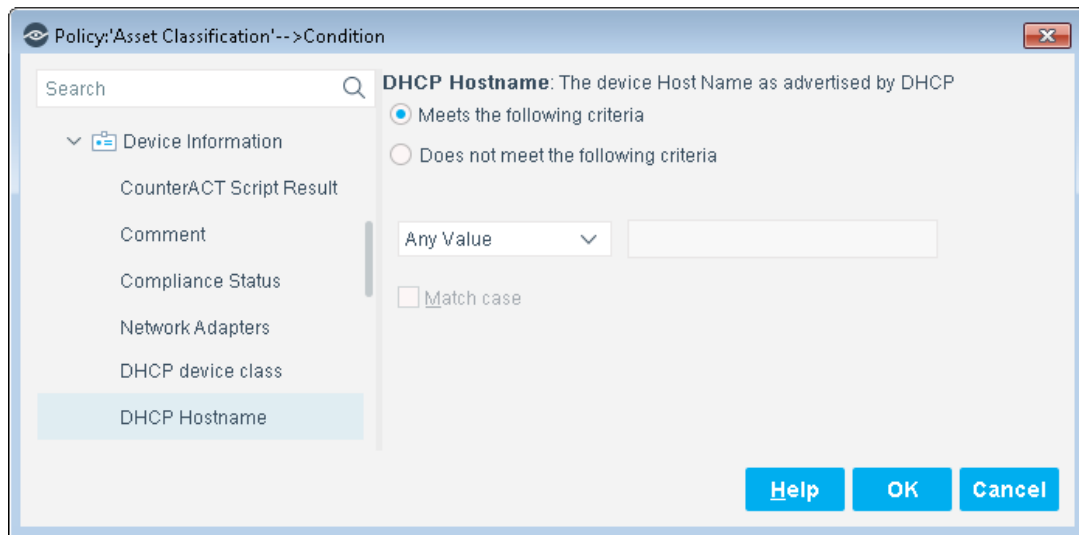 Policy:'Asset Classification'-->Condition
Search
Device Information
CounterACT Script Result
Comment
Compliance Status
Network Adapters
DHCP device class
DHCP Hostname
DHCP Hostname: The device Host Name as advertised by DHCP
Meets the following criteria
Does not meet the following criteria
Any Value
Match case
Help OK Cancel